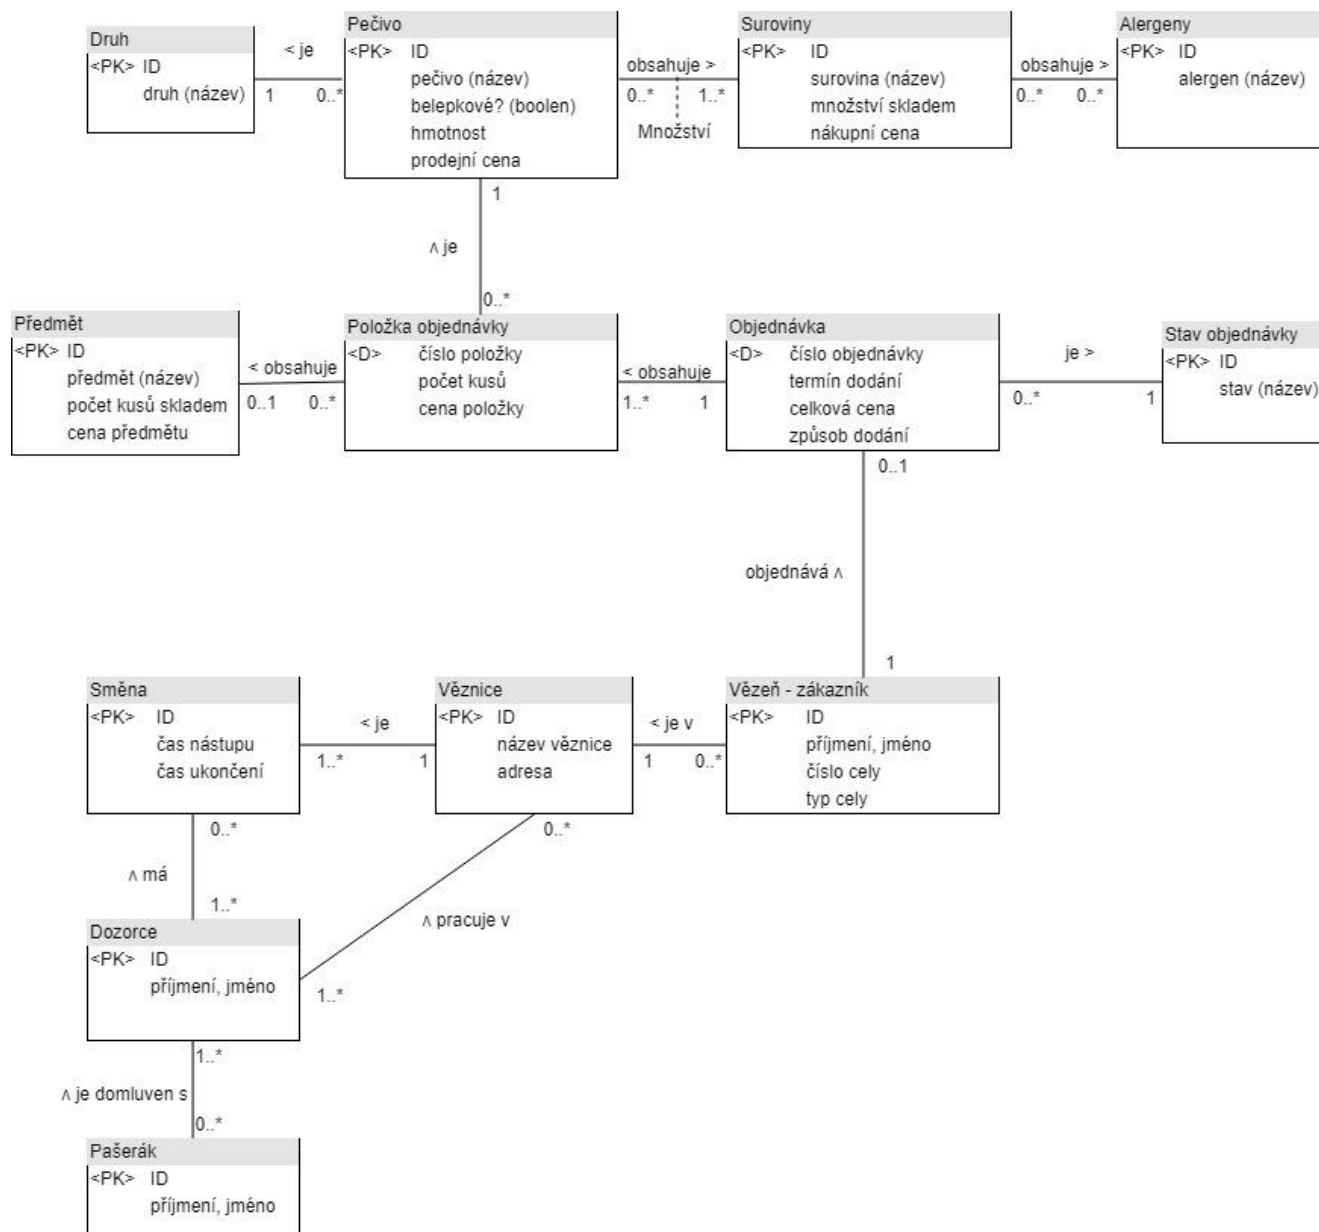 Druh
<PK> ID
druh (název)
< je
1
0..*
Pečivo
<PK> ID
pečivo (název)
belepkové? (boolen)
hmotnost
prodejní cena
obsahuje >
0..*
1..*
Množství
Suroviny
<PK> ID
surovina (název)
množství skladem
nákupní cena
obsahuje >
0..*
0..*
Alergeny
<PK> ID
alergen (název)
1
∧ je
0..*
Předmět
<PK> ID
předmět (název)
počet kusů skladem
cena předmětu
< obsahuje
0..1
0..*
Položka objednávky
<D> číslo položky
počet kusů
cena položky
< obsahuje
1..*
1
Objednávka
<D> číslo objednávky
termín dodání
celková cena
způsob dodání
je >
0..*
1
Stav objednávky
<PK> ID
stav (název)
0..1
objednává ∧
1
Směna
<PK> ID
čas nástupu
čas ukončení
< je
1..*
1
Věznice
<PK> ID
název věznice
adresa
< je v
1
0..*
Vězeň - zákazník
<PK> ID
příjmení, jméno
číslo cely
typ cely
0..*
0..*
∧ má
1..*
∧ pracuje v
Dozorce
<PK> ID
příjmení, jméno
1..*
1..*
∧ je domluven s
0..*
Pašerák
<PK> ID
příjmení, jméno